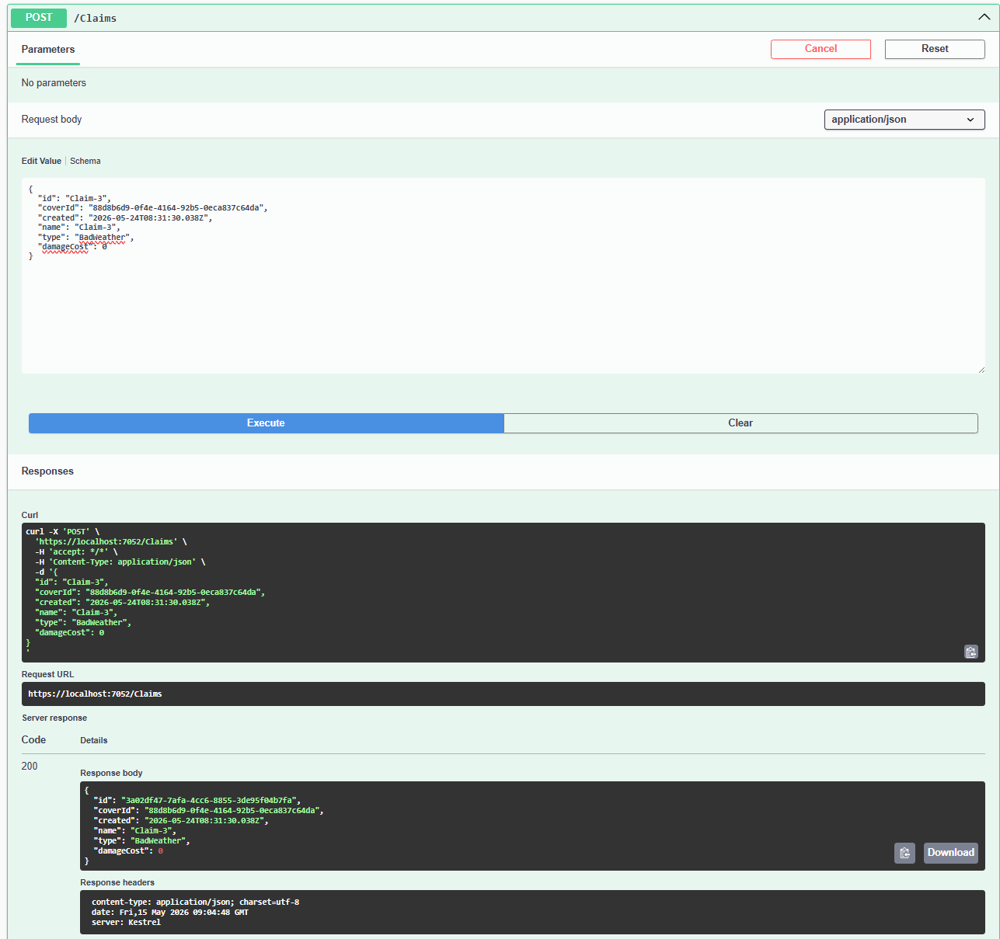 POST /Claims
Parameters
Cancel
Reset
No parameters
Request body
application/json
Edit Value | Schema
{
  "id": "Claim-3",
  "coverId": "88d8b6d9-0f4e-4164-92b5-0eca837c64da",
  "created": "2026-05-24T08:31:30.038Z",
  "name": "Claim-3",
  "type": "BadWeather",
  "damageCost": 0
}
Execute
Clear
Responses
Curl
curl -X 'POST' \
  'https://localhost:7052/Claims' \
  -H 'accept: */*' \
  -H 'Content-Type: application/json' \
  -d '{
  "id": "Claim-3",
  "coverId": "88d8b6d9-0f4e-4164-92b5-0eca837c64da",
  "created": "2026-05-24T08:31:30.038Z",
  "name": "Claim-3",
  "type": "BadWeather",
  "damageCost": 0
}
'
Request URL
https://localhost:7052/Claims
Server response
Code
Details
200
Response body
{
  "id": "3a02df47-7afa-4cc6-8855-3de95f04b7fa",
  "coverId": "88d8b6d9-0f4e-4164-92b5-0eca837c64da",
  "created": "2026-05-24T08:31:30.038Z",
  "name": "Claim-3",
  "type": "BadWeather",
  "damageCost": 0
}
Download
Response headers
content-type: application/json; charset=utf-8
date: Fri,15 May 2026 09:04:48 GMT
server: Kestrel